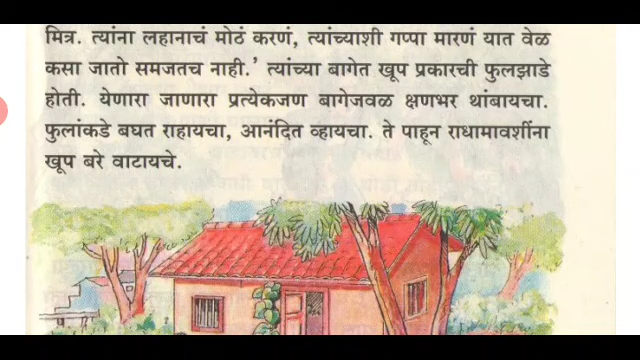 मित्र. त्यांना लहानाचं मोठं करणं, त्यांच्याशी गप्पा मारणं यात वेळ
कसा जातो समजतच नाही.’ त्यांच्या बागेत खूप प्रकारची फुलझाडे
होती. येणारा जाणारा प्रत्येकजण बागेजवळ क्षणभर थांबायचा.
फुलांकडे बघत राहायचा, आनंदित व्हायचा. ते पाहून राधामावशींना
खूप बरे वाटायचे.